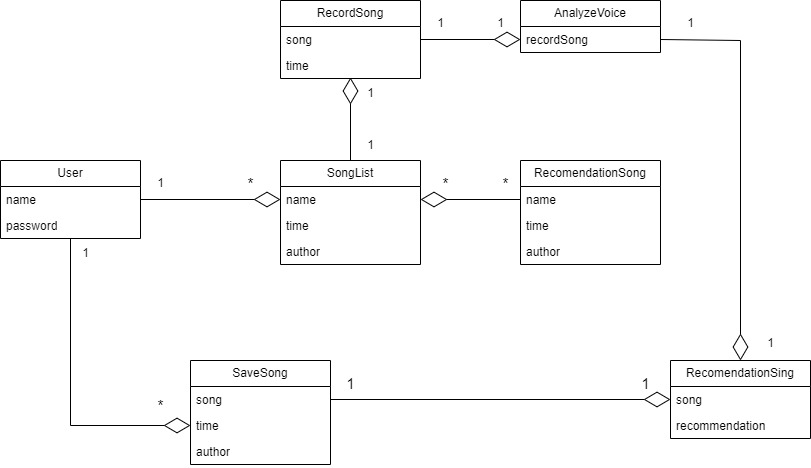 RecordSong
song
time
1
1
AnalyzeVoice
recordSong
1
1
1
User
name
password
1
*
SongList
name
time
author
*
*
RecomendationSong
name
time
author
1
*
SaveSong
song
time
author
1
1
1
RecomendationSing
song
recommendation